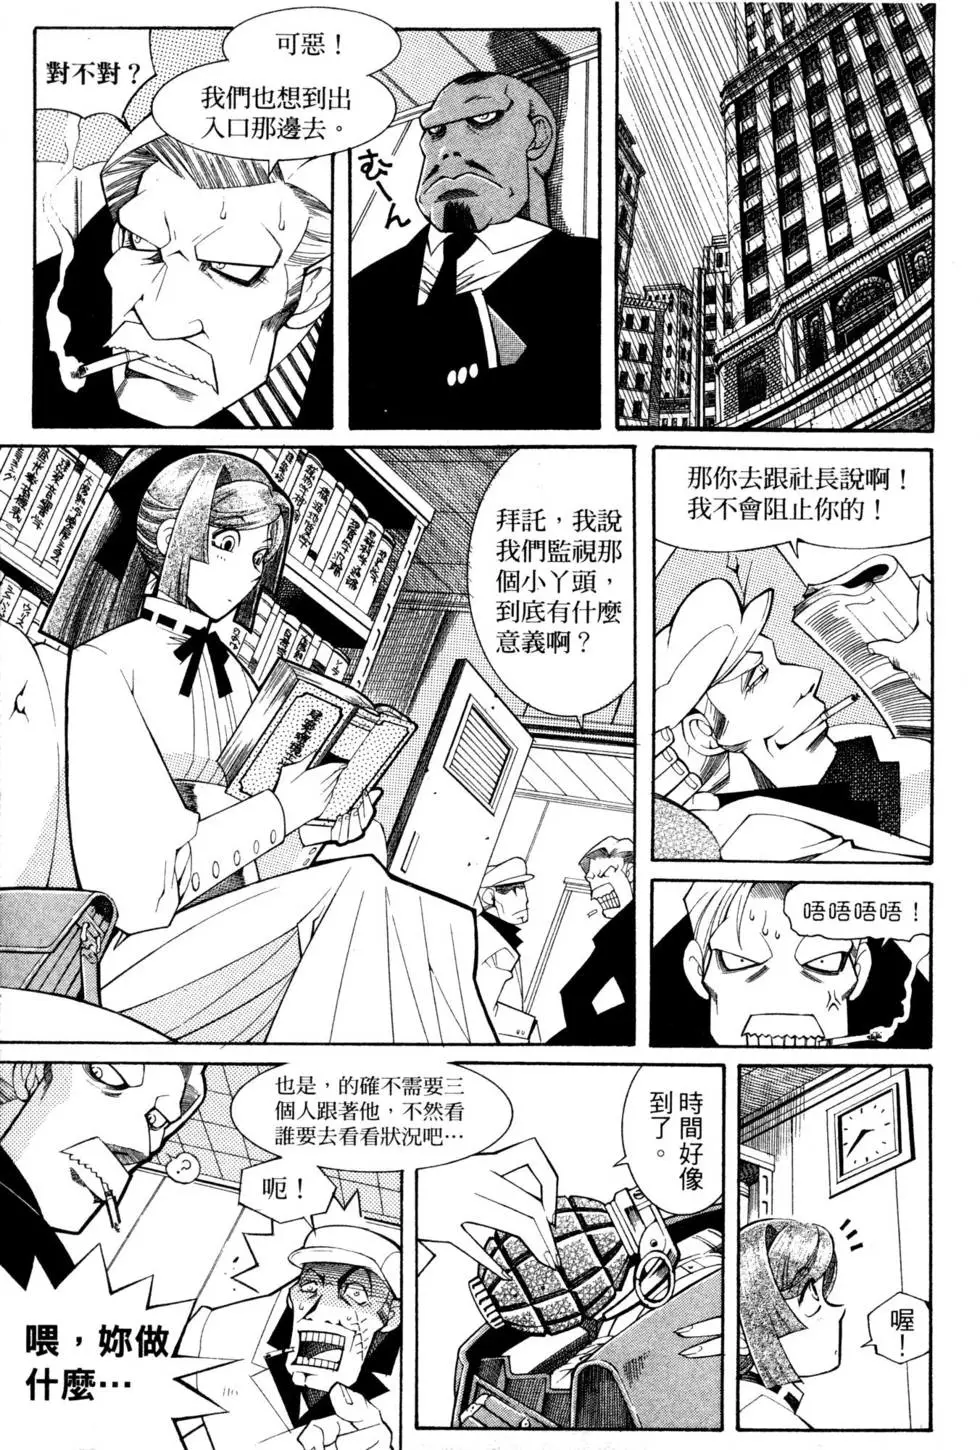 可惡！
我們也想到出
入口那邊去。
對不對？
むーん
那你去跟社長說啊！
我不會阻止你的！
拜託，我說
我們監視那
個小丫頭，
到底有什麼
意義啊？
唔唔唔唔！
喔！
時間好像
到了。
也是，的確不需要三
個人跟著他，不然看
誰要去看看狀況吧…
呃！
?
喂，妳做
什麼…